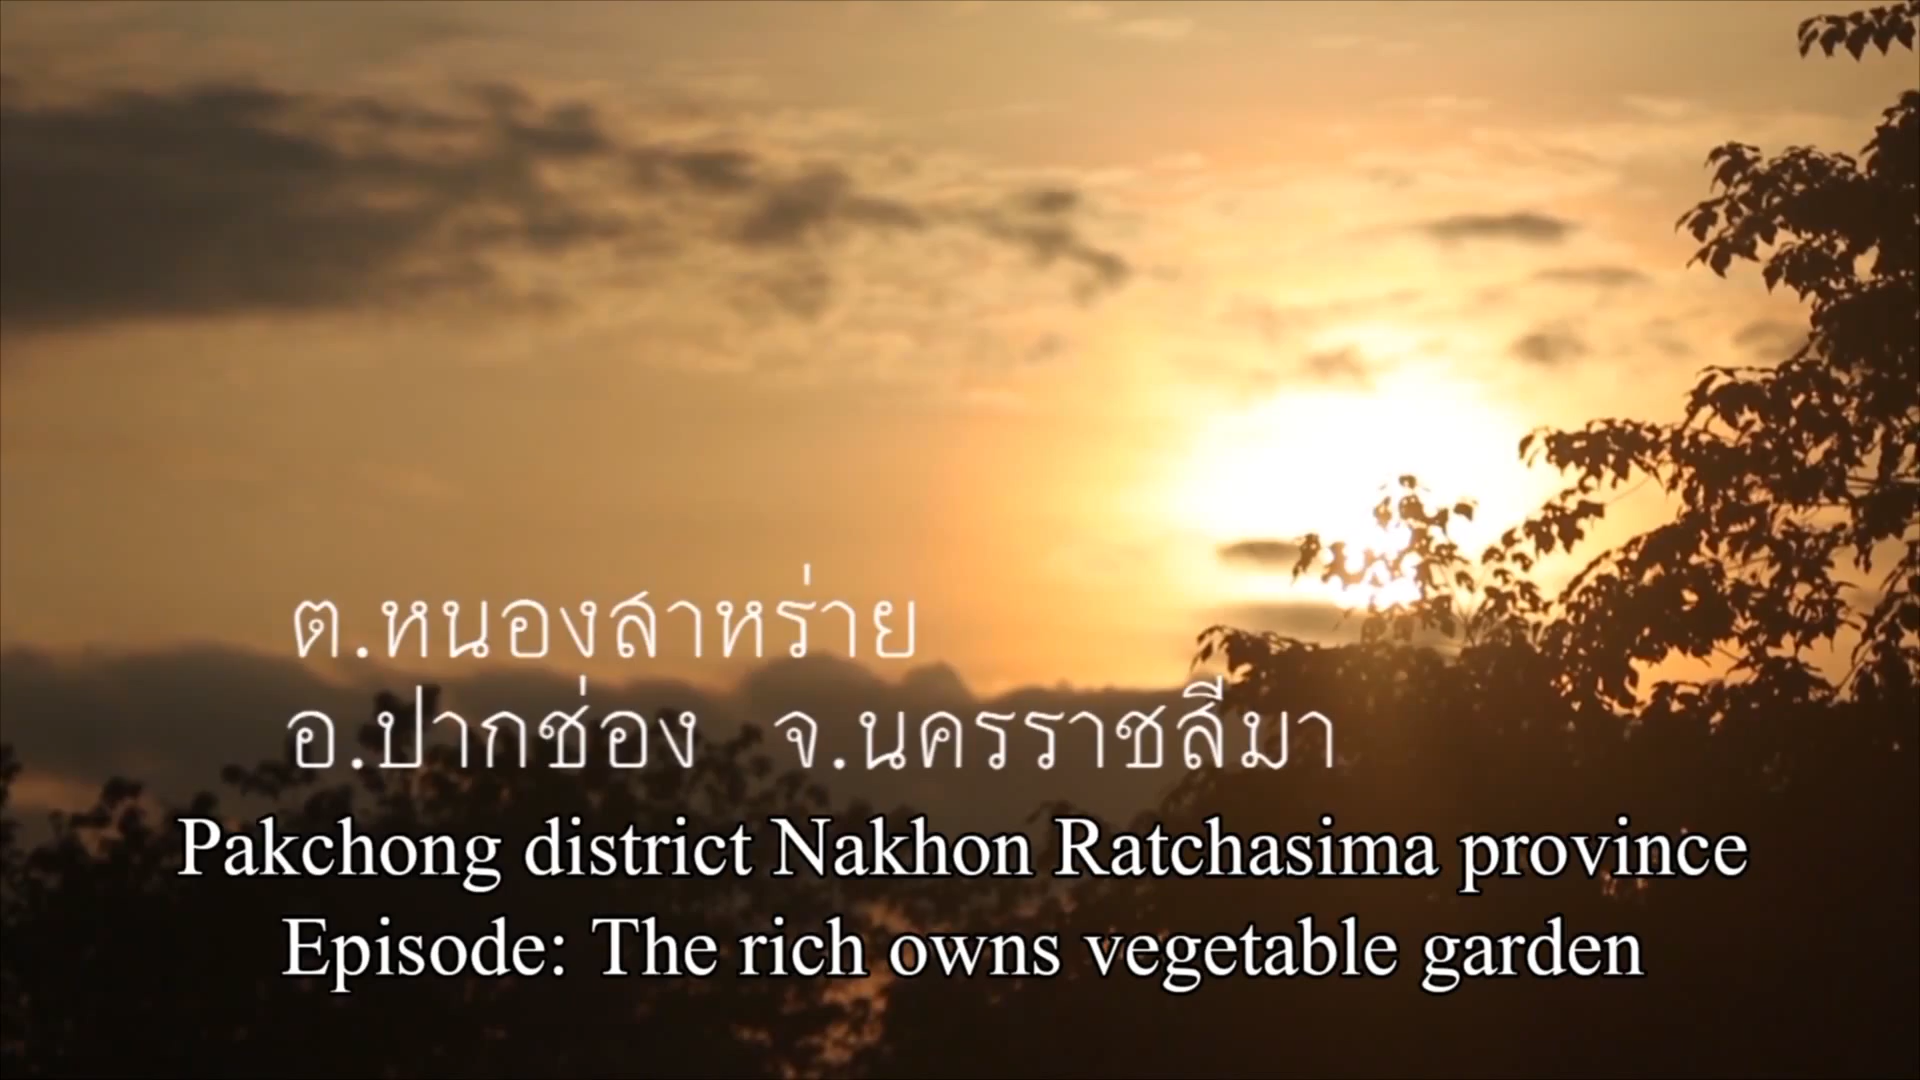 ต.หนองสาหร่าย
อ.ปากช่อง จ.นครราชสีมา
Pakchong district Nakhon Ratchasima province
Episode: The rich owns vegetable garden